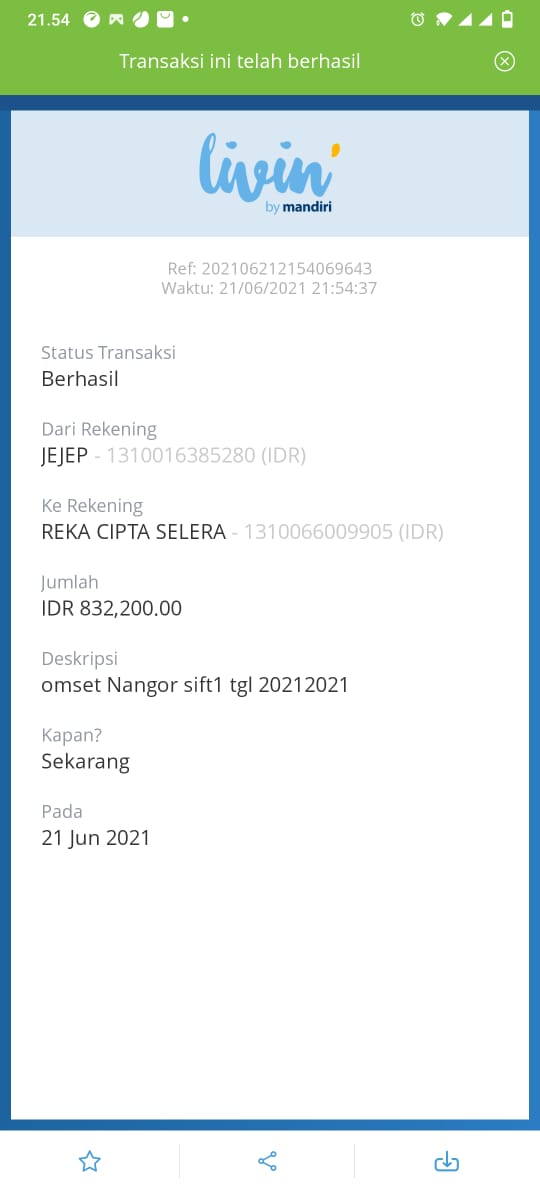 21.54
Transaksi ini telah berhasil
livin'
by mandiri
Ref: 202106212154069643
Waktu: 21/06/2021 21:54:37
Status Transaksi
Berhasil
Dari Rekening
JEJEP - 1310016385280 (IDR)
Ke Rekening
REKA CIPTA SELERA - 1310066009905 (IDR)
Jumlah
IDR 832,200.00
Deskripsi
omset Nangor sift1 tgl 20212021
Kapan?
Sekarang
Pada
21 Jun 2021